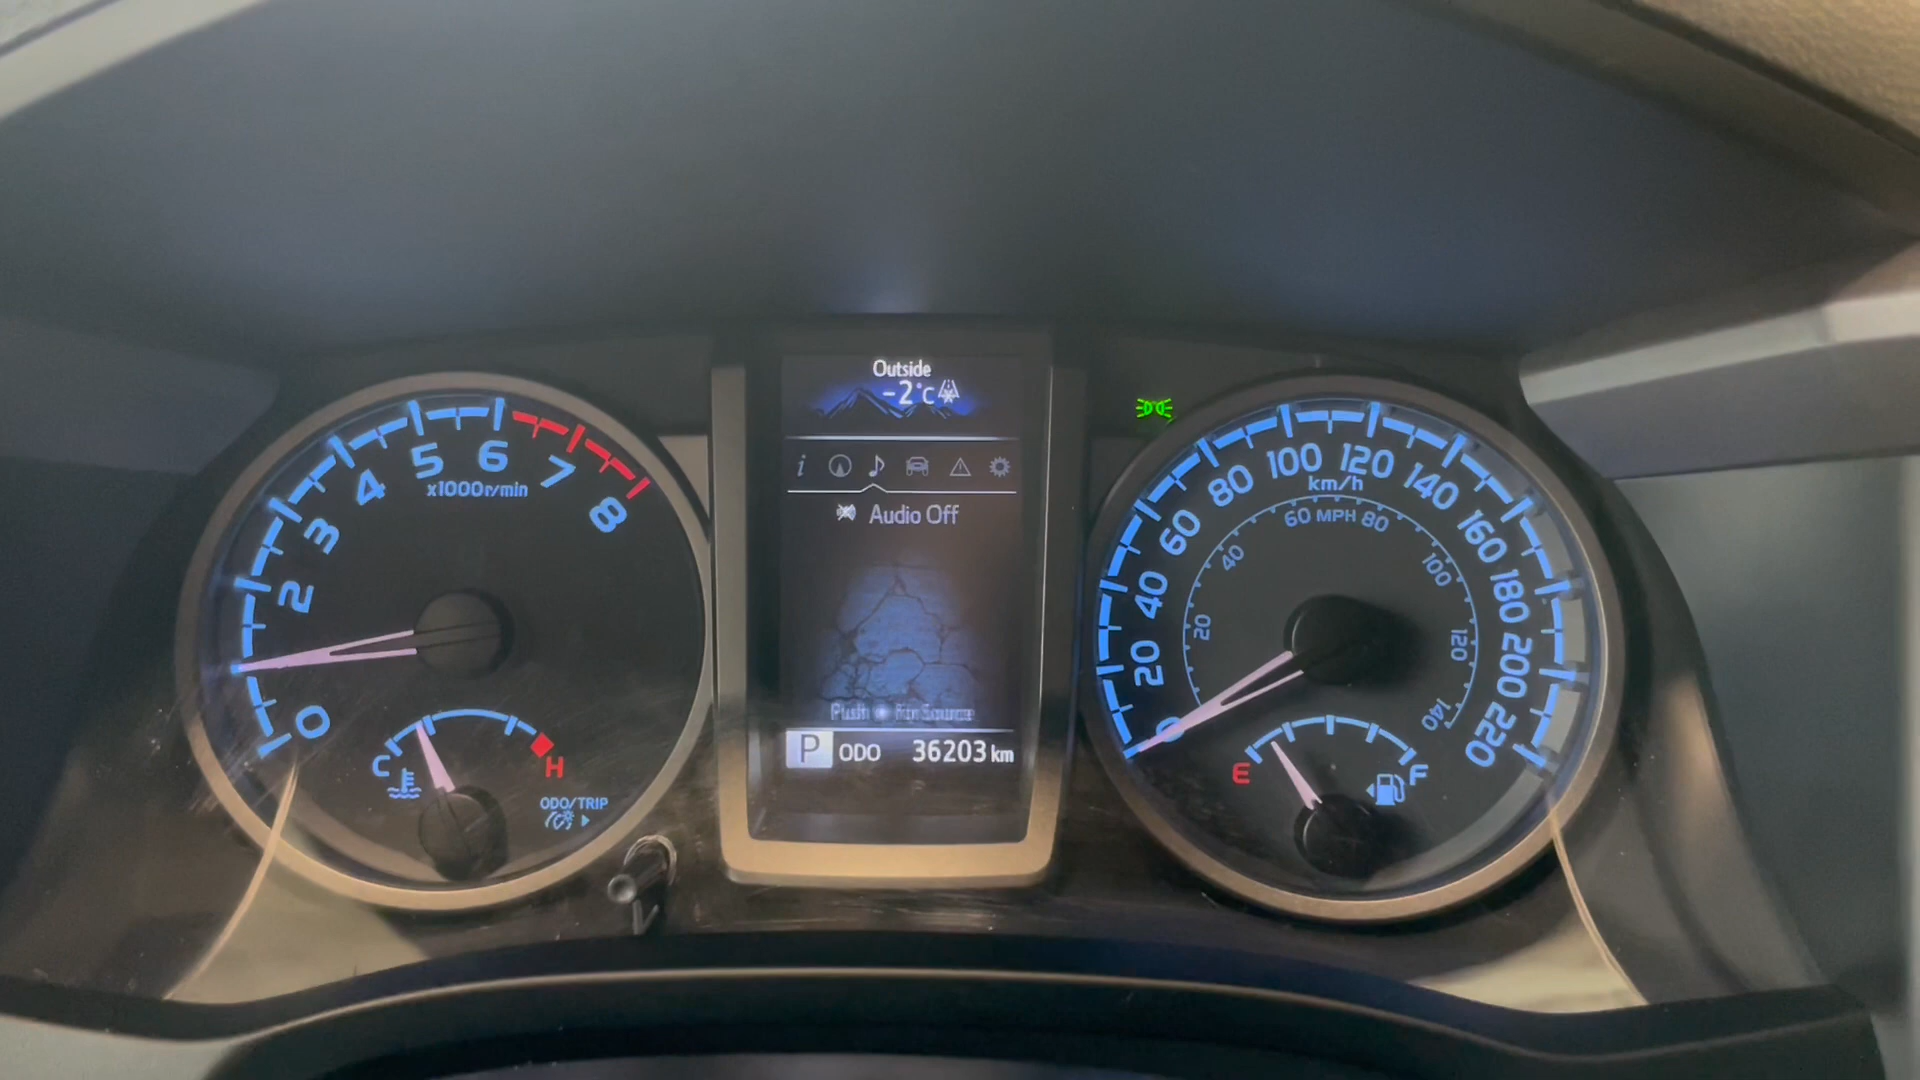 Outside
-2°C
i
Audio Off
Push for Source
P ODO 36203 km
0 2 3 4 5 6 7 8
x1000r/min
C H
ODO/TRIP
0 20 40 60 80 100 120 140 160 180 200 220
km/h
20 40 60 MPH 80 100 120 140
E F